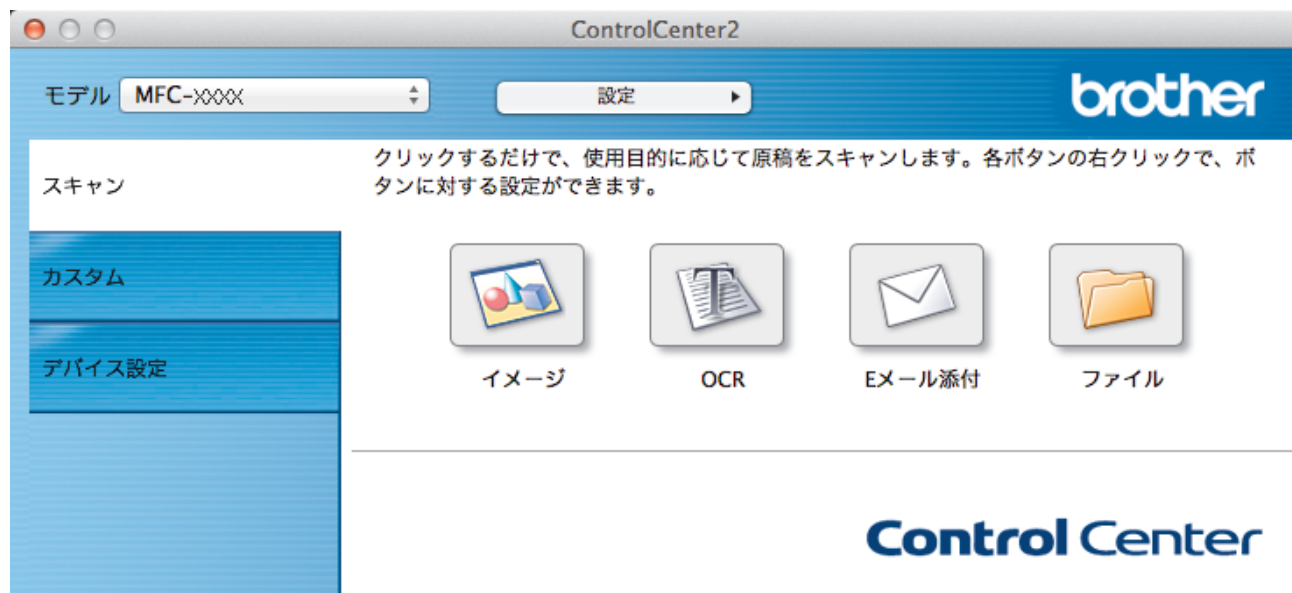 ControlCenter2
モデル MFC-XXXX 設定 brother
スキャン
クリックするだけで、使用目的に応じて原稿をスキャンします。各ボタンの右クリックで、ボ
タンに対する設定ができます。
カスタム
デバイス設定
イメージ OCR Eメール添付 ファイル
Control Center